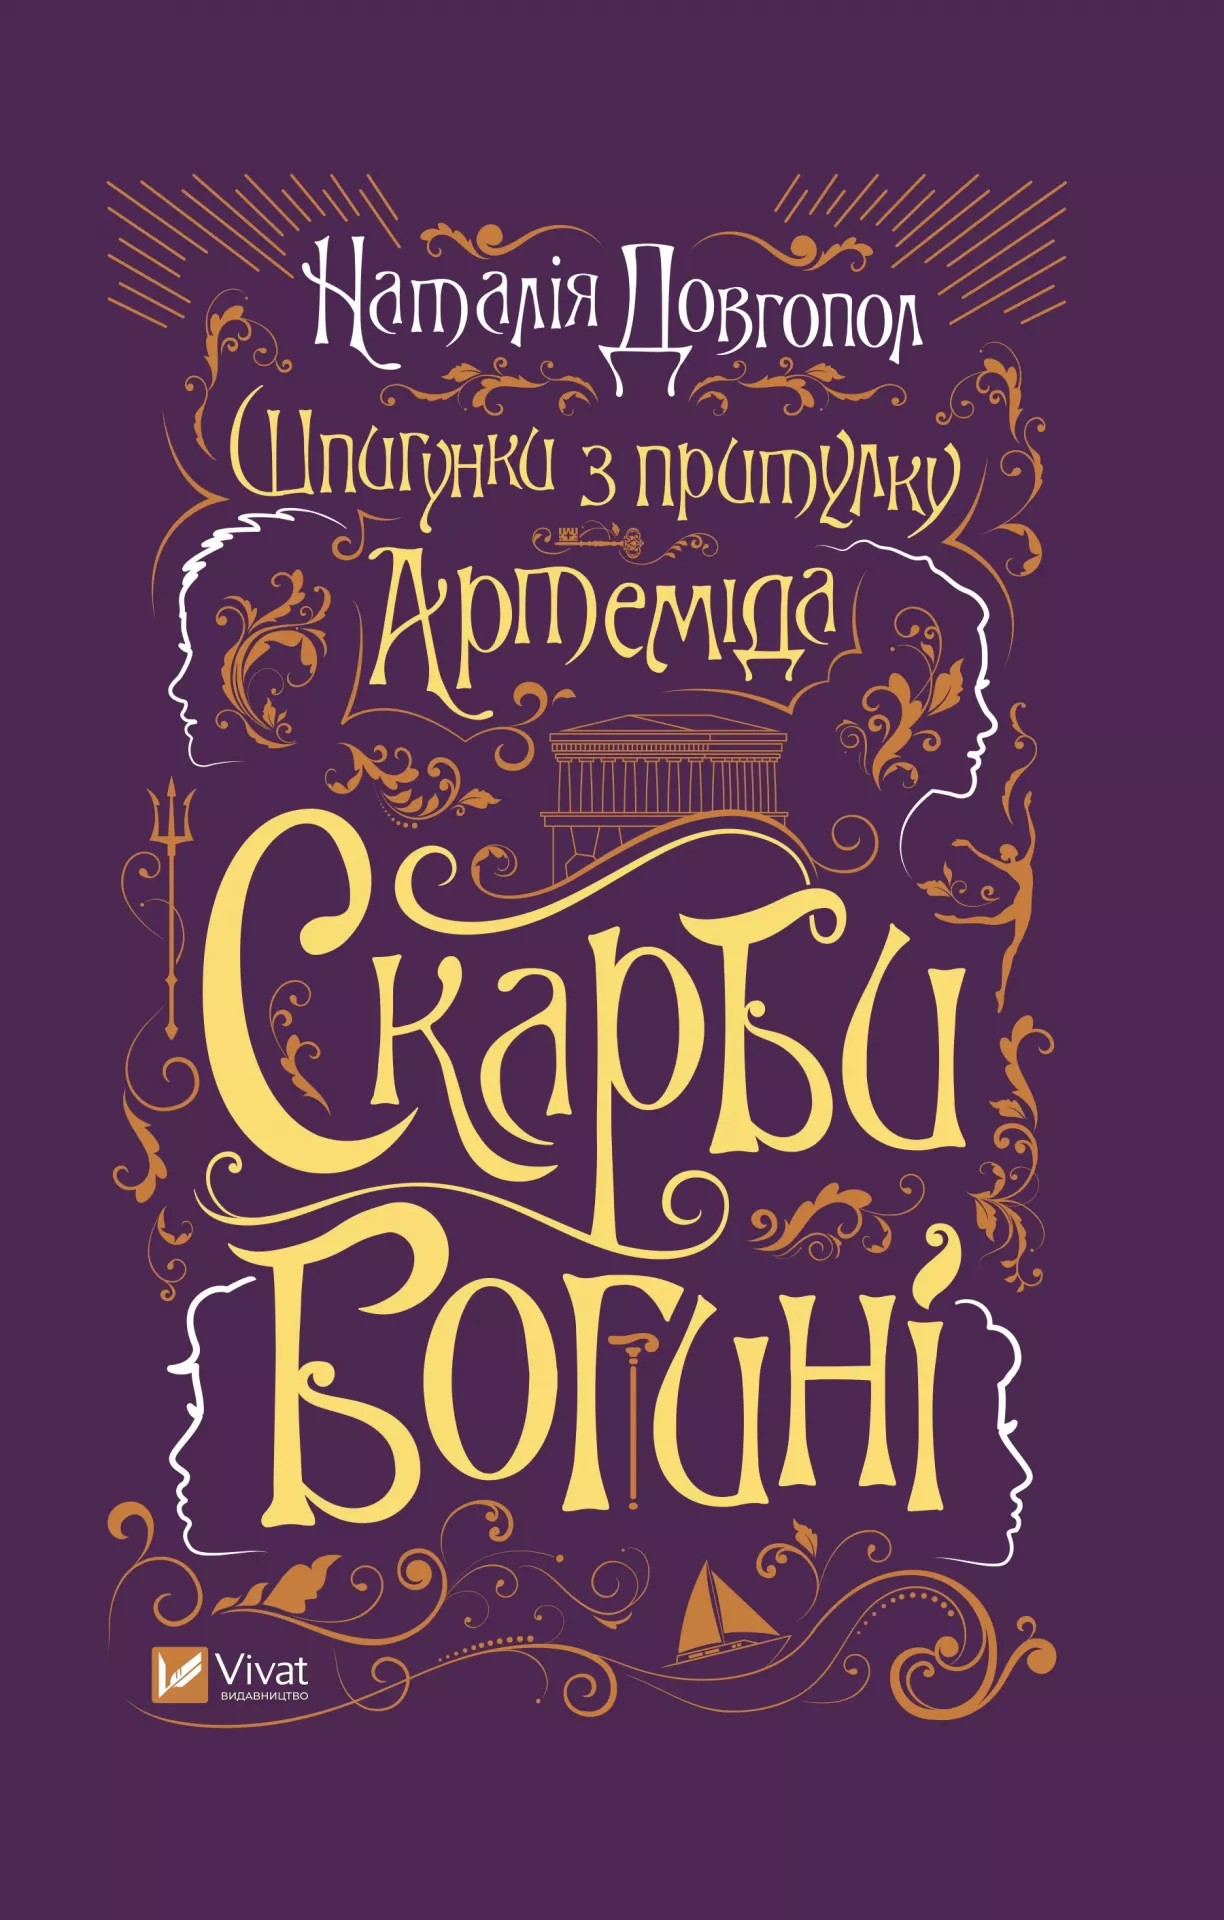 Наталія Довгопол
Шпигунки з притулку
Артеміда
Скарби
Богині
Vivat
ВИДАВНИЦТВО